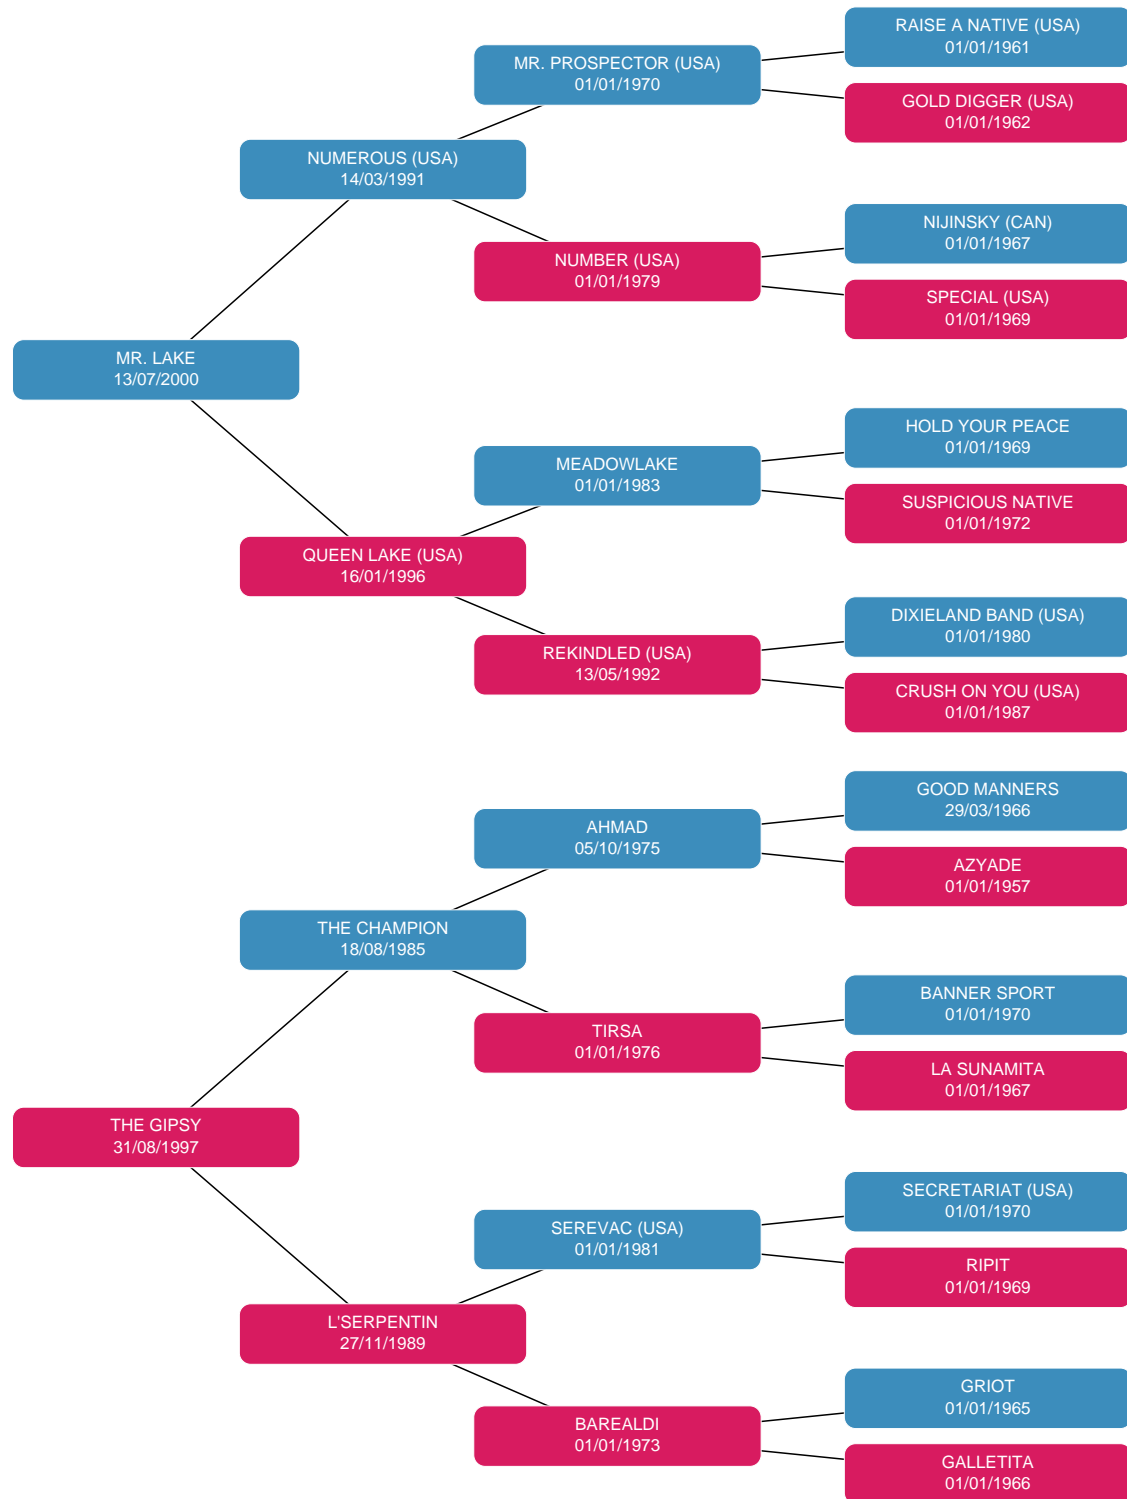 RAISE A NATIVE (USA)
01/01/1961
MR. PROSPECTOR (USA)
01/01/1970
GOLD DIGGER (USA)
01/01/1962
NUMEROUS (USA)
14/03/1991
NIJINSKY (CAN)
01/01/1967
NUMBER (USA)
01/01/1979
SPECIAL (USA)
01/01/1969
MR. LAKE
13/07/2000
HOLD YOUR PEACE
01/01/1969
MEADOWLAKE
01/01/1983
SUSPICIOUS NATIVE
01/01/1972
QUEEN LAKE (USA)
16/01/1996
DIXIELAND BAND (USA)
01/01/1980
REKINDLED (USA)
13/05/1992
CRUSH ON YOU (USA)
01/01/1987
GOOD MANNERS
29/03/1966
AHMAD
05/10/1975
AZYADE
01/01/1957
THE CHAMPION
18/08/1985
BANNER SPORT
01/01/1970
TIRSA
01/01/1976
LA SUNAMITA
01/01/1967
THE GIPSY
31/08/1997
SECRETARIAT (USA)
01/01/1970
SEREVAC (USA)
01/01/1981
RIPIT
01/01/1969
L'SERPENTIN
27/11/1989
GRIOT
01/01/1965
BAREALDI
01/01/1973
GALLETITA
01/01/1966